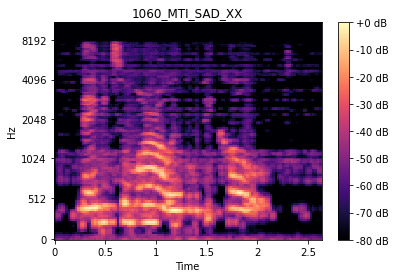 1060_MTI_SAD_XX
+0 dB
8192
-10 dB
4096
-20 dB
-30 dB
2048
Hz
-40 dB
1024
-50 dB
512
-60 dB
-70 dB
0
-80 dB
0 0.5 1 1.5 2 2.5
Time